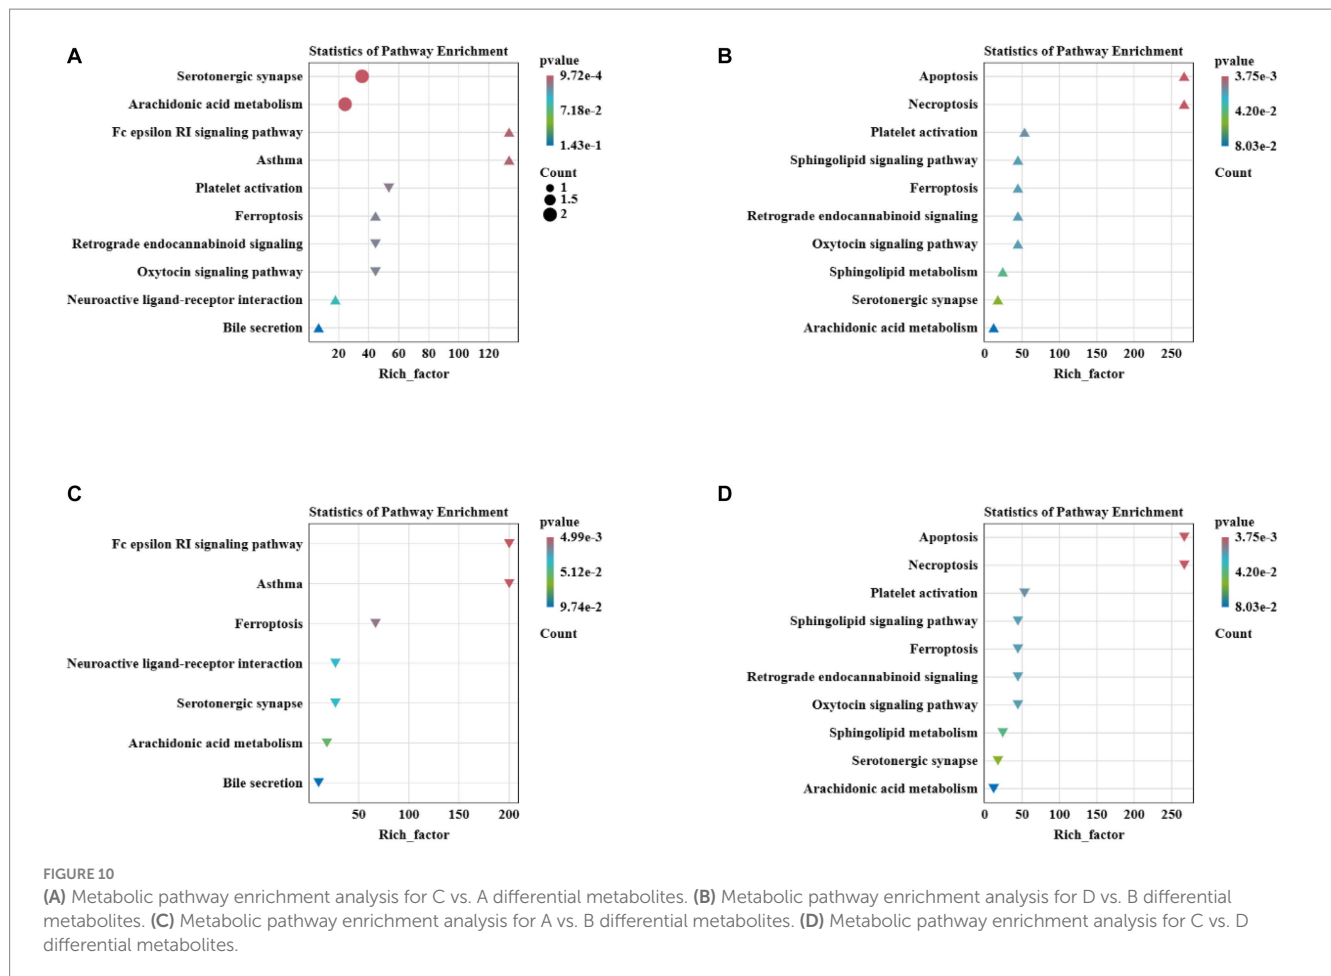 A
Statistics of Pathway Enrichment
Serotonergic synapse
Arachidonic acid metabolism
Fc epsilon RI signaling pathway
Asthma
Platelet activation
Ferroptosis
Retrograde endocannabinoid signaling
Oxytocin signaling pathway
Neuroactive ligand-receptor interaction
Bile secretion
20 40 60 80 100 120
Rich_factor
pvalue
9.72e-4
7.18e-2
1.43e-1
Count
1
1.5
2
B
Statistics of Pathway Enrichment
Apoptosis
Necroptosis
Platelet activation
Sphingolipid signaling pathway
Ferroptosis
Retrograde endocannabinoid signaling
Oxytocin signaling pathway
Sphingolipid metabolism
Serotonergic synapse
Arachidonic acid metabolism
0 50 100 150 200 250
Rich_factor
pvalue
3.75e-3
4.20e-2
8.03e-2
Count
C
Statistics of Pathway Enrichment
Fc epsilon RI signaling pathway
Asthma
Ferroptosis
Neuroactive ligand-receptor interaction
Serotonergic synapse
Arachidonic acid metabolism
Bile secretion
50 100 150 200
Rich_factor
pvalue
4.99e-3
5.12e-2
9.74e-2
Count
D
Statistics of Pathway Enrichment
Apoptosis
Necroptosis
Platelet activation
Sphingolipid signaling pathway
Ferroptosis
Retrograde endocannabinoid signaling
Oxytocin signaling pathway
Sphingolipid metabolism
Serotonergic synapse
Arachidonic acid metabolism
0 50 100 150 200 250
Rich_factor
pvalue
3.75e-3
4.20e-2
8.03e-2
Count
FIGURE 10
(A) Metabolic pathway enrichment analysis for C vs. A differential metabolites. (B) Metabolic pathway enrichment analysis for D vs. B differential
metabolites. (C) Metabolic pathway enrichment analysis for A vs. B differential metabolites. (D) Metabolic pathway enrichment analysis for C vs. D
differential metabolites.